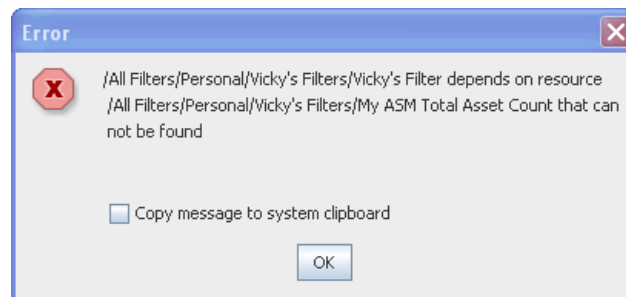 Error
/All Filters/Personal/Vicky's Filters/Vicky's Filter depends on resource
/All Filters/Personal/Vicky's Filters/My ASM Total Asset Count that can
not be found
Copy message to system clipboard
OK